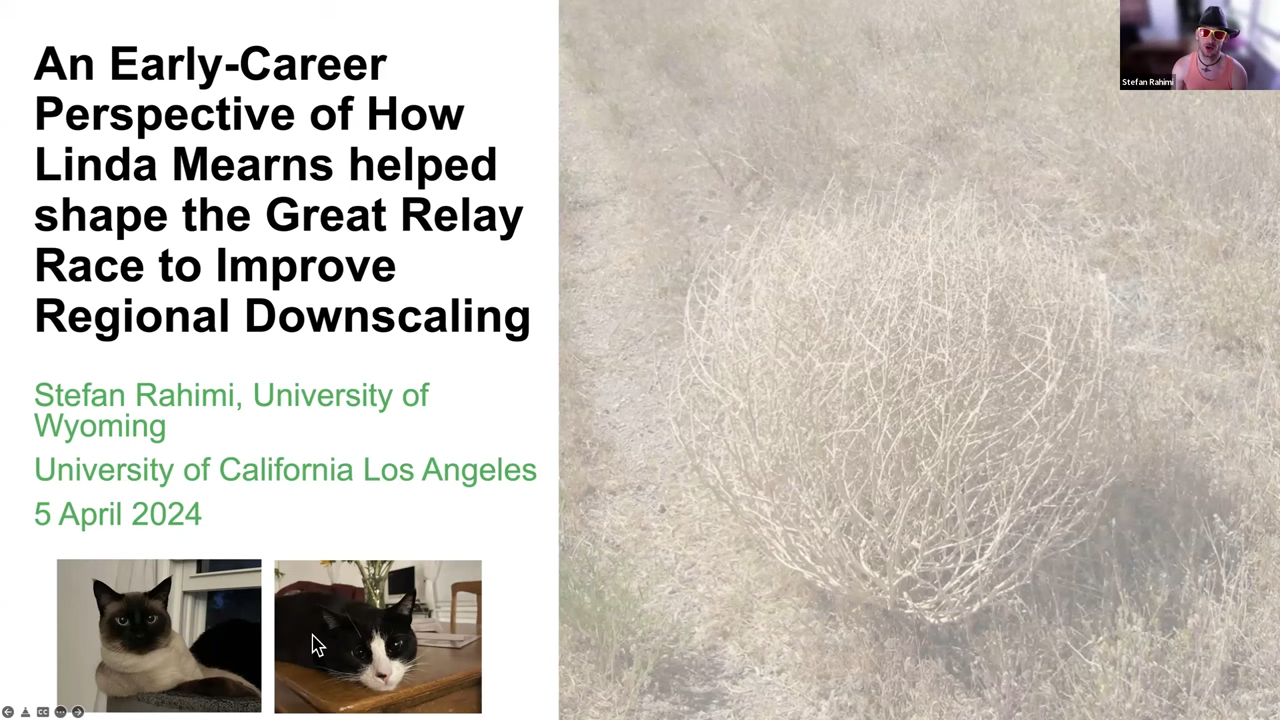 An Early-Career
Perspective of How
Linda Mearns helped
shape the Great Relay
Race to Improve
Regional Downscaling
Stefan Rahimi, University of
Wyoming
University of California Los Angeles
5 April 2024
Stefan Rahimi
CC